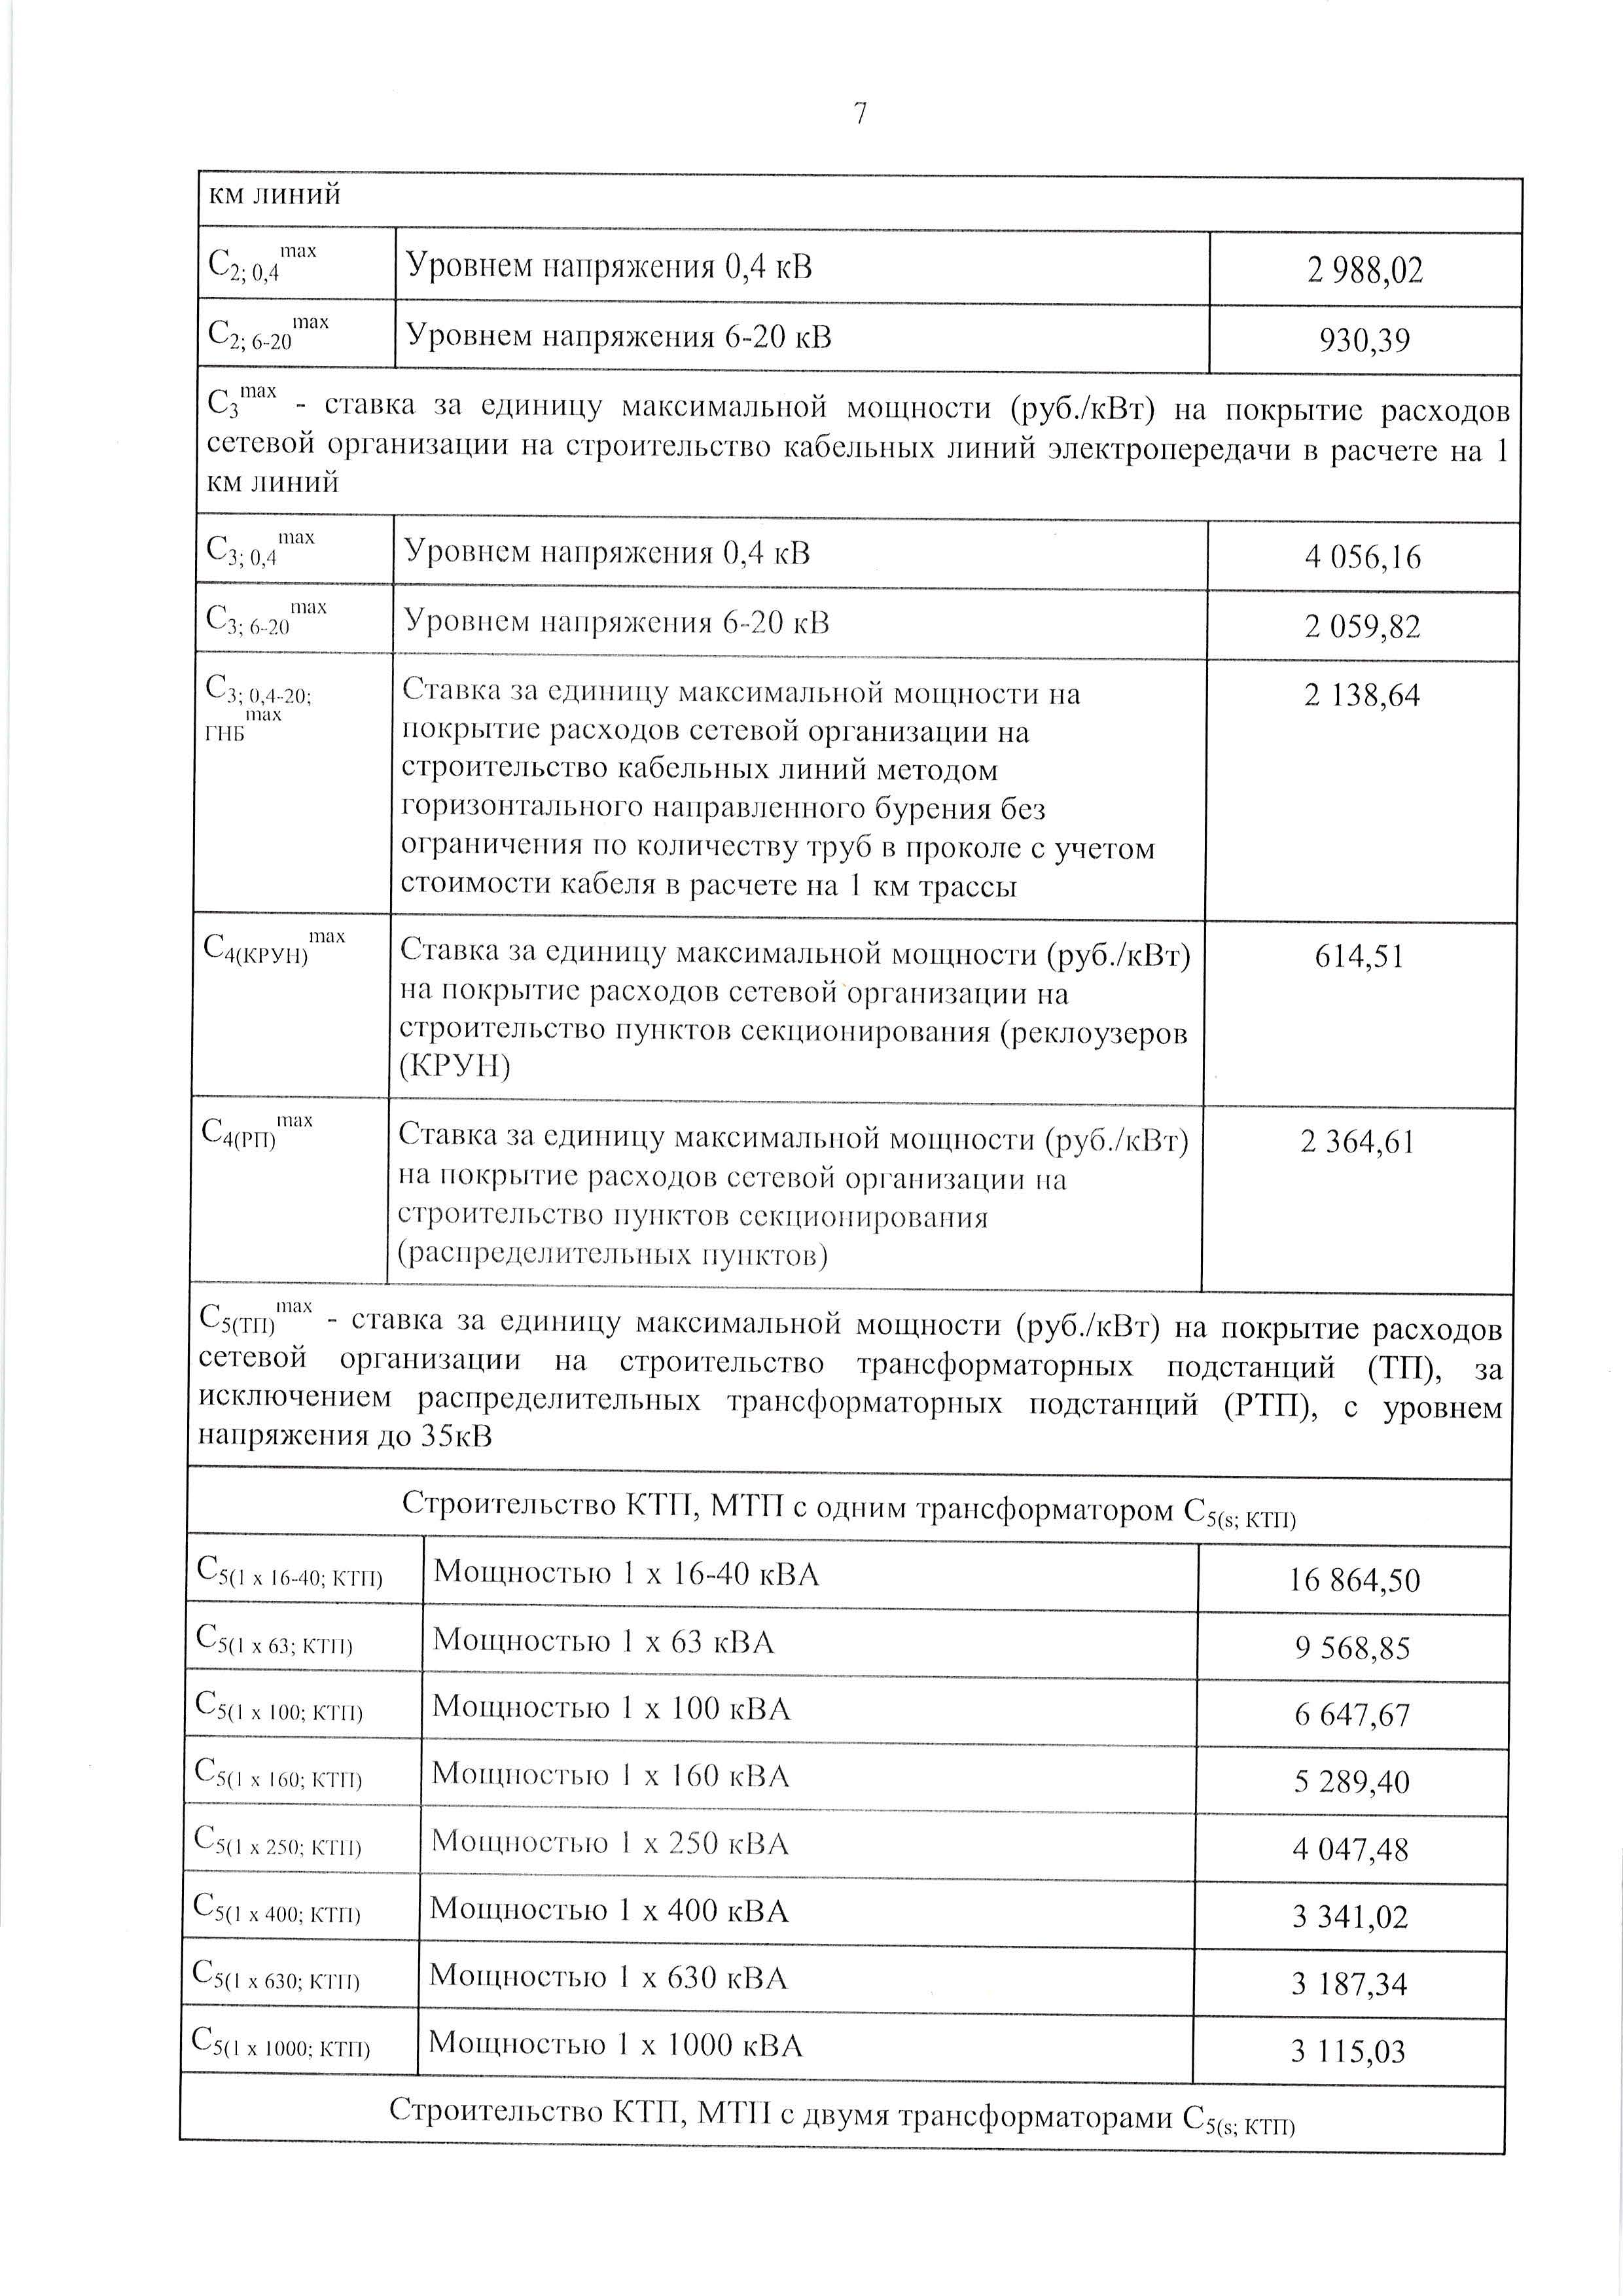 7
км линий
C2; 0,4 max Уровнем напряжения 0,4 кВ 2 988,02
C2; 6-20 max Уровнем напряжения 6-20 кВ 930,39
C3 max - ставка за единицу максимальной мощности (руб./кВт) на покрытие расходов
сетевой организации на строительство кабельных линий электропередачи в расчете на 1
км линий
C3; 0,4 max Уровнем напряжения 0,4 кВ 4 056,16
C3; 6-20 max Уровнем напряжения 6-20 кВ 2 059,82
C3; 0,4-20; Ставка за единицу максимальной мощности на 2 138,64
ГНБ max покрытие расходов сетевой организации на
строительство кабельных линий методом
горизонтального направленного бурения без
ограничения по количеству труб в проколе с учетом
стоимости кабеля в расчете на 1 км трассы
C4(КРУН) max Ставка за единицу максимальной мощности (руб./кВт) 614,51
на покрытие расходов сетевой организации на
строительство пунктов секционирования (реклоузеров
(КРУН)
C4(РП) max Ставка за единицу максимальной мощности (руб./кВт) 2 364,61
на покрытие расходов сетевой организации на
строительство пунктов секционирования
(распределительных пунктов)
C5(ТП) max - ставка за единицу максимальной мощности (руб./кВт) на покрытие расходов
сетевой организации на строительство трансформаторных подстанций (ТП), за
исключением распределительных трансформаторных подстанций (РТП), с уровнем
напряжения до 35кВ
Строительство КТП, МТП с одним трансформатором C5(s; КТП)
C5(1 х 16-40; КТП) Мощностью 1 х 16-40 кВА 16 864,50
C5(1 х 63; КТП) Мощностью 1 х 63 кВА 9 568,85
C5(1 х 100; КТП) Мощностью 1 х 100 кВА 6 647,67
C5(1 х 160; КТП) Мощностью 1 х 160 кВА 5 289,40
C5(1 х 250; КТП) Мощностью 1 х 250 кВА 4 047,48
C5(1 х 400; КТП) Мощностью 1 х 400 кВА 3 341,02
C5(1 х 630; КТП) Мощностью 1 х 630 кВА 3 187,34
C5(1 х 1000; КТП) Мощностью 1 х 1000 кВА 3 115,03
Строительство КТП, МТП с двумя трансформаторами C5(s; КТП)